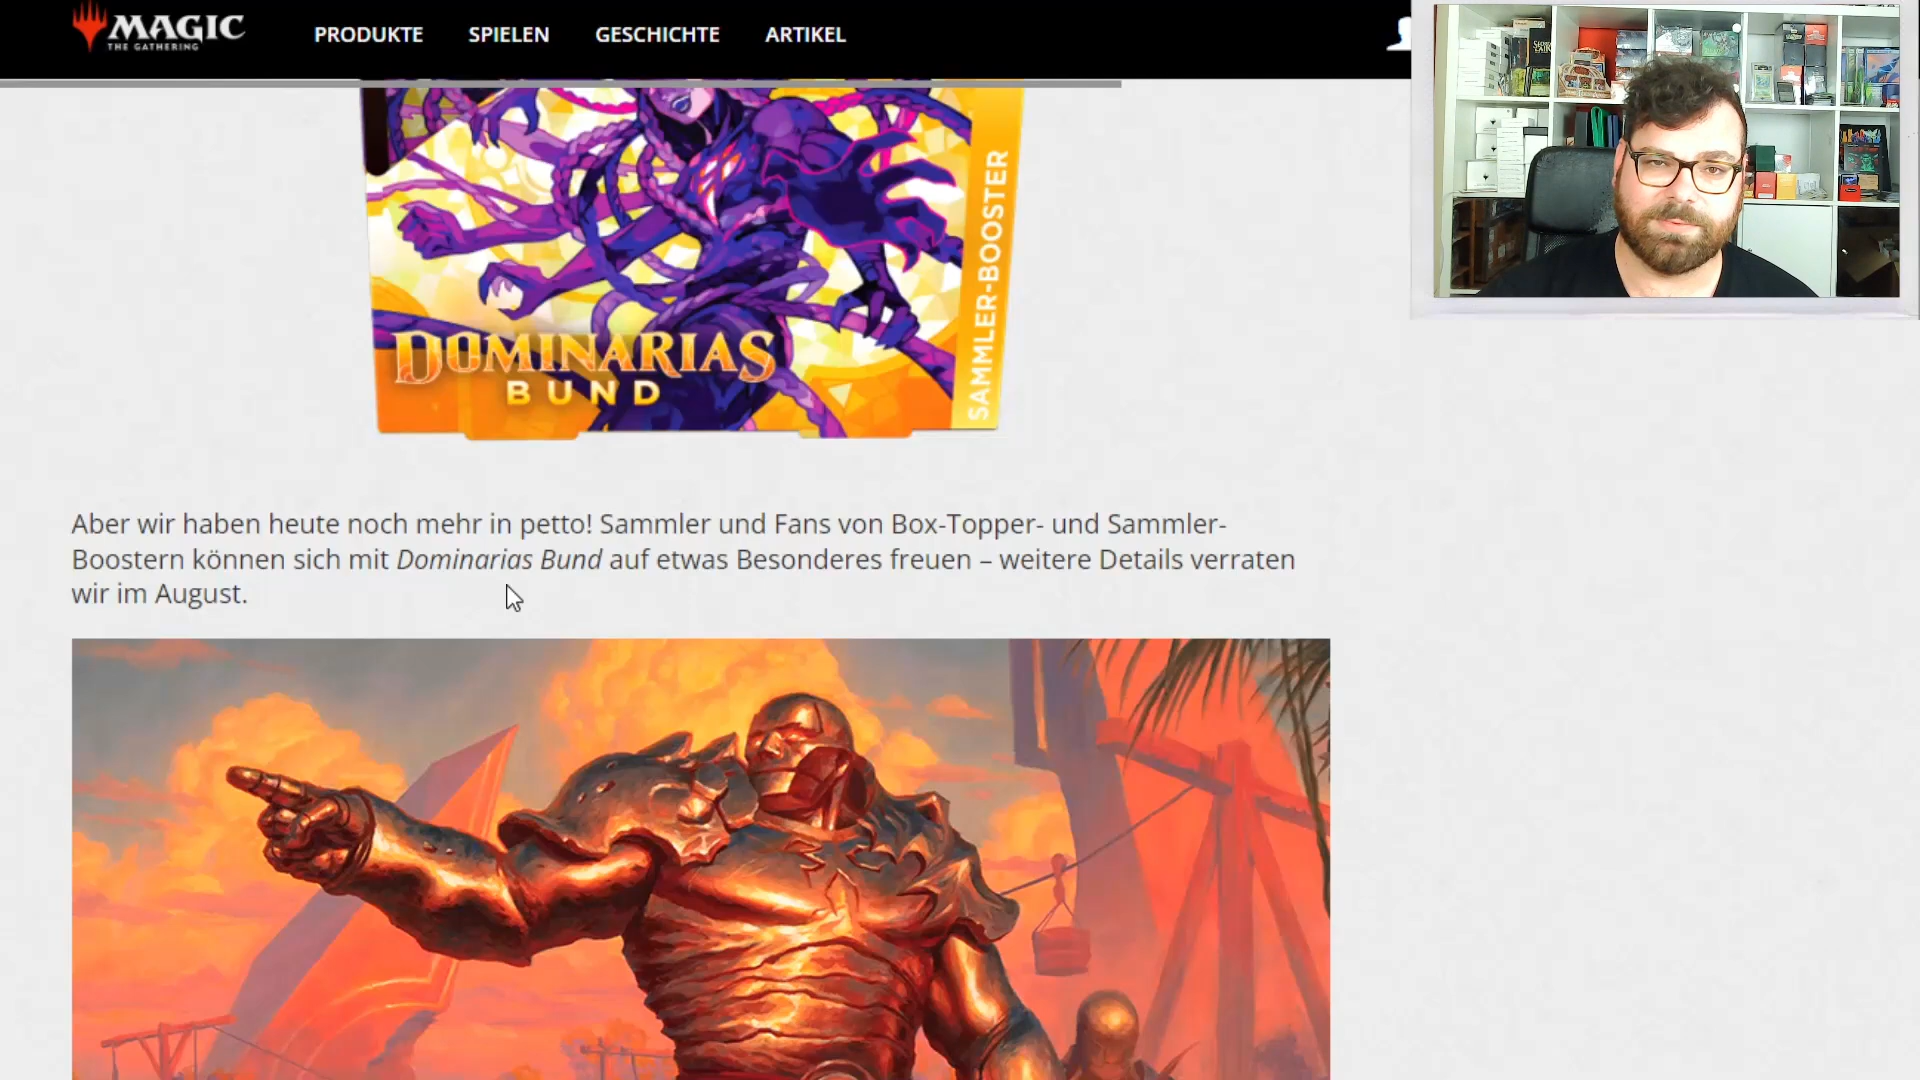 MAGIC
THE GATHERING
PRODUKTE
SPIELEN
GESCHICHTE
ARTIKEL
SAMMLER-BOOSTER
DOMINARIAS
BUND
Aber wir haben heute noch mehr in petto! Sammler und Fans von Box-Topper- und Sammler-
Boostern können sich mit Dominarias Bund auf etwas Besonderes freuen – weitere Details verraten
wir im August.